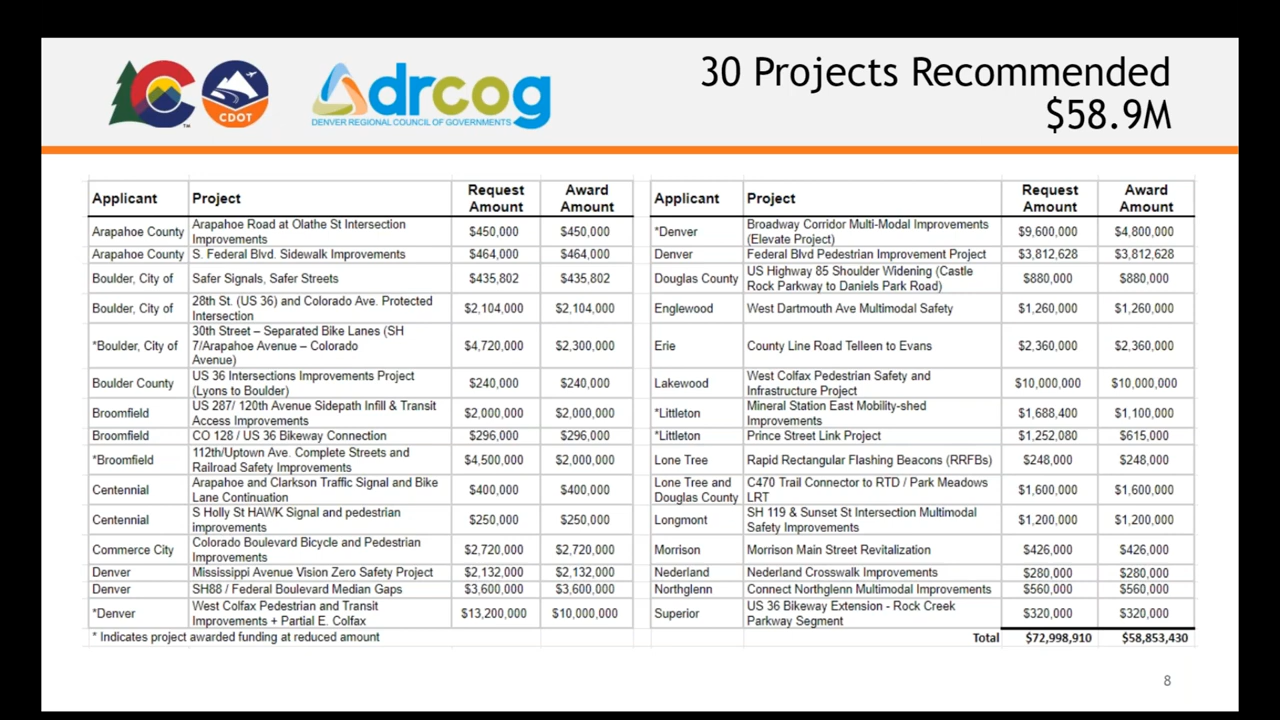 30 Projects Recommended
$58.9M
CDOT
drcog
DENVER REGIONAL COUNCIL OF GOVERNMENTS
Applicant Project Request Amount Award Amount
Arapahoe County Arapahoe Road at Olathe St Intersection Improvements $450,000 $450,000
Arapahoe County S. Federal Blvd. Sidewalk Improvements $464,000 $464,000
Boulder, City of Safer Signals, Safer Streets $435,802 $435,802
Boulder, City of 28th St. (US 36) and Colorado Ave. Protected Intersection $2,104,000 $2,104,000
*Boulder, City of 30th Street – Separated Bike Lanes (SH 7/Arapahoe Avenue – Colorado Avenue) $4,720,000 $2,300,000
Boulder County US 36 Intersections Improvements Project (Lyons to Boulder) $240,000 $240,000
Broomfield US 287/ 120th Avenue Sidepath Infill & Transit Access Improvements $2,000,000 $2,000,000
Broomfield CO 128 / US 36 Bikeway Connection $296,000 $296,000
*Broomfield 112th/Uptown Ave. Complete Streets and Railroad Safety Improvements $4,500,000 $2,000,000
Centennial Arapahoe and Clarkson Traffic Signal and Bike Lane Continuation $400,000 $400,000
Centennial S Holly St HAWK Signal and pedestrian improvements $250,000 $250,000
Commerce City Colorado Boulevard Bicycle and Pedestrian Improvements $2,720,000 $2,720,000
Denver Mississippi Avenue Vision Zero Safety Project $2,132,000 $2,132,000
Denver SH88 / Federal Boulevard Median Gaps $3,600,000 $3,600,000
*Denver West Colfax Pedestrian and Transit Improvements + Partial E. Colfax $13,200,000 $10,000,000
* Indicates project awarded funding at reduced amount
Applicant Project Request Amount Award Amount
*Denver Broadway Corridor Multi-Modal Improvements (Elevate Project) $9,600,000 $4,800,000
Denver Federal Blvd Pedestrian Improvement Project $3,812,628 $3,812,628
Douglas County US Highway 85 Shoulder Widening (Castle Rock Parkway to Daniels Park Road) $880,000 $880,000
Englewood West Dartmouth Ave Multimodal Safety $1,260,000 $1,260,000
Erie County Line Road Telleen to Evans $2,360,000 $2,360,000
Lakewood West Colfax Pedestrian Safety and Infrastructure Project $10,000,000 $10,000,000
*Littleton Mineral Station East Mobility-shed Improvements $1,688,400 $1,100,000
*Littleton Prince Street Link Project $1,252,080 $615,000
Lone Tree Rapid Rectangular Flashing Beacons (RRFBs) $248,000 $248,000
Lone Tree and Douglas County C470 Trail Connector to RTD / Park Meadows LRT $1,600,000 $1,600,000
Longmont SH 119 & Sunset St Intersection Multimodal Safety Improvements $1,200,000 $1,200,000
Morrison Morrison Main Street Revitalization $426,000 $426,000
Nederland Nederland Crosswalk Improvements $280,000 $280,000
Northglenn Connect Northglenn Multimodal Improvements $560,000 $560,000
Superior US 36 Bikeway Extension - Rock Creek Parkway Segment $320,000 $320,000
Total $72,998,910 $58,853,430
8